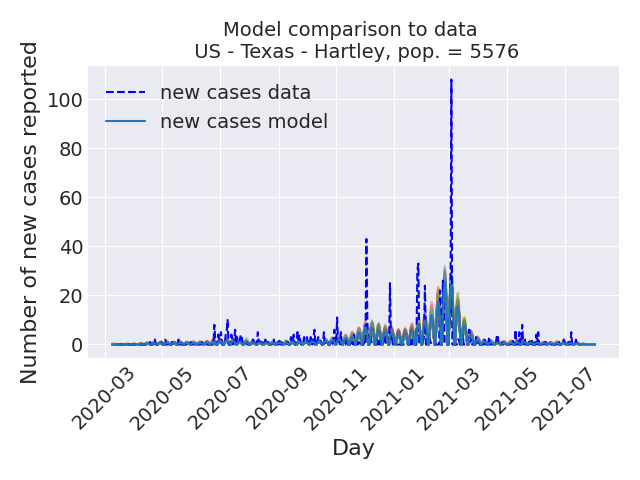 Model comparison to data
US - Texas - Hartley, pop. = 5576
Number of new cases reported
new cases data
new cases model
100
80
60
40
20
0
2020-03
2020-05
2020-07
2020-09
2020-11
2021-01
2021-03
2021-05
2021-07
Day